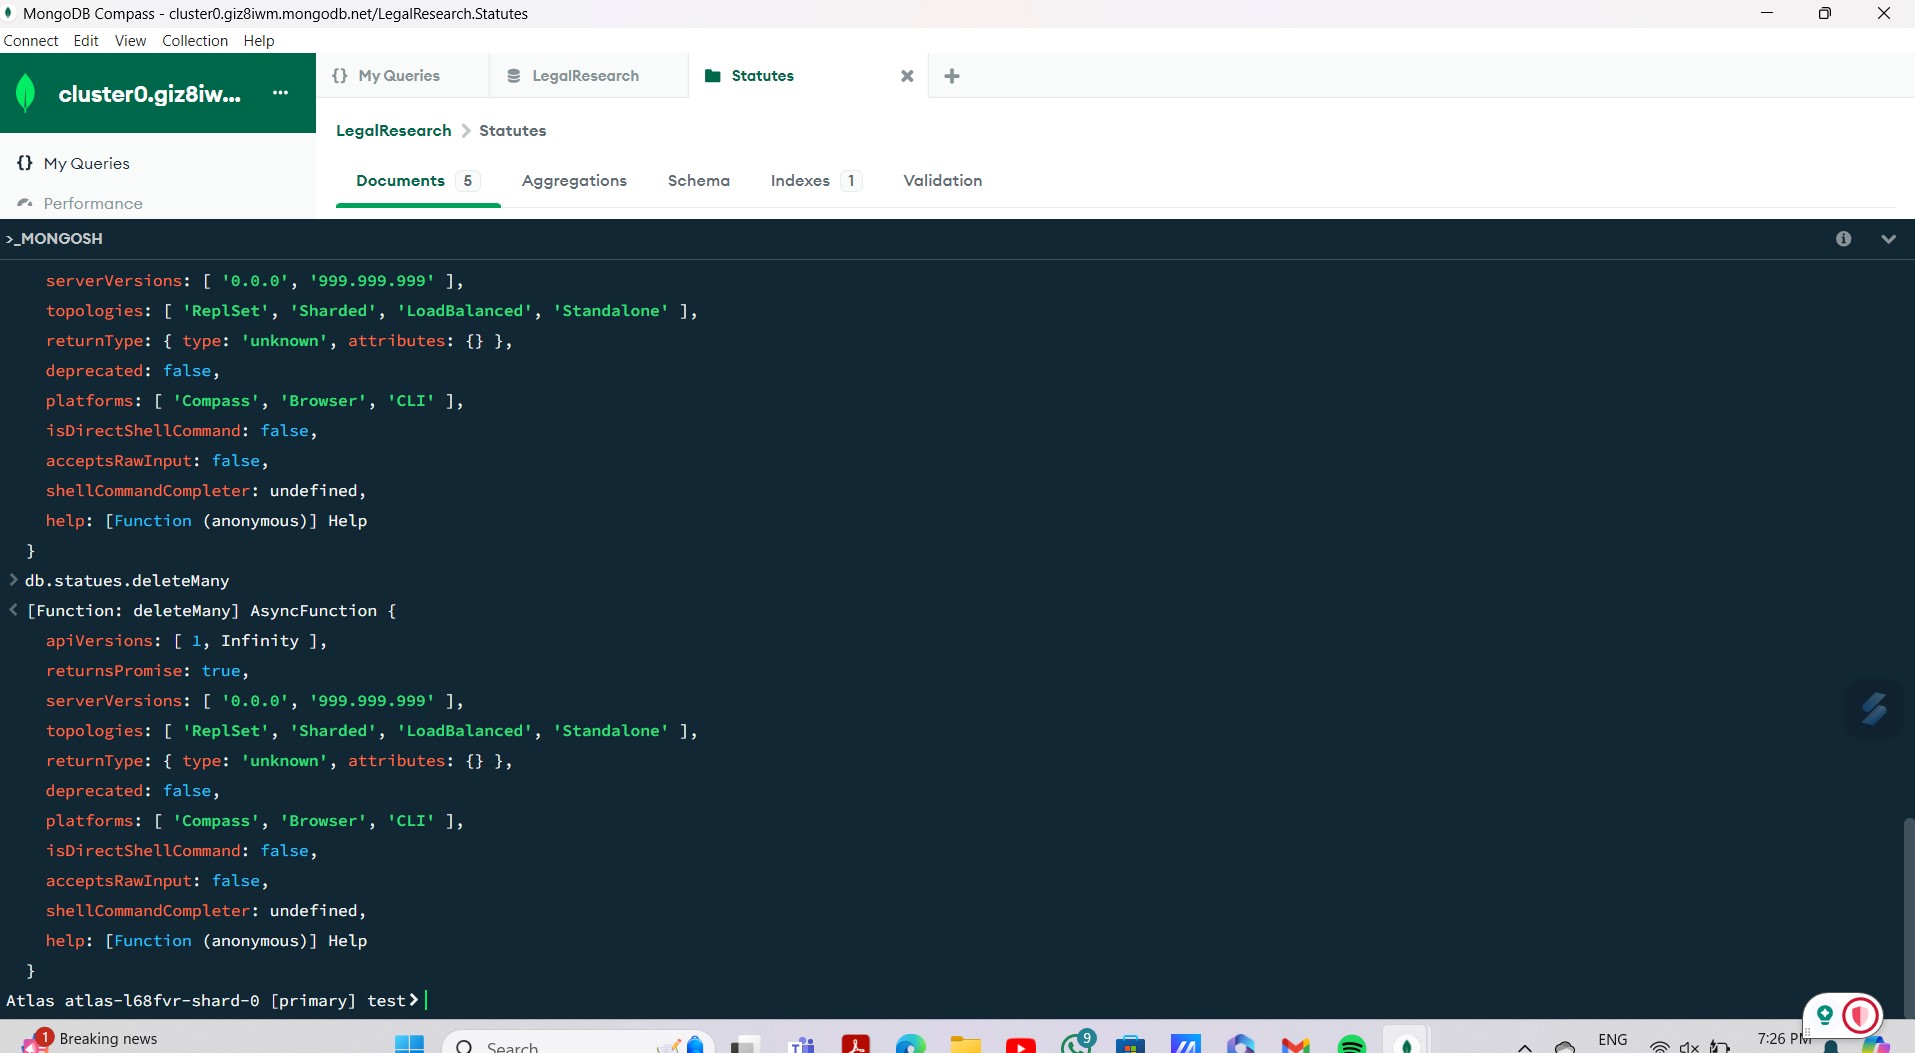 MongoDB Compass - cluster0.giz8iwm.mongodb.net/LegalResearch.Statutes
Connect Edit View Collection Help
cluster0.giz8iw... ...
{} My Queries
LegalResearch
Statutes
LegalResearch > Statutes
{} My Queries
Performance
Documents 5
Aggregations
Schema
Indexes 1
Validation
>_MONGOSH
serverVersions: [ '0.0.0', '999.999.999' ],
topologies: [ 'ReplSet', 'Sharded', 'LoadBalanced', 'Standalone' ],
returnType: { type: 'unknown', attributes: {} },
deprecated: false,
platforms: [ 'Compass', 'Browser', 'CLI' ],
isDirectShellCommand: false,
acceptsRawInput: false,
shellCommandCompleter: undefined,
help: [Function (anonymous)] Help
}
> db.statues.deleteMany
< [Function: deleteMany] AsyncFunction {
apiVersions: [ 1, Infinity ],
returnsPromise: true,
serverVersions: [ '0.0.0', '999.999.999' ],
topologies: [ 'ReplSet', 'Sharded', 'LoadBalanced', 'Standalone' ],
returnType: { type: 'unknown', attributes: {} },
deprecated: false,
platforms: [ 'Compass', 'Browser', 'CLI' ],
isDirectShellCommand: false,
acceptsRawInput: false,
shellCommandCompleter: undefined,
help: [Function (anonymous)] Help
}
Atlas atlas-l68fvr-shard-0 [primary] test>
1 Breaking news
Search
9
ENG
7:26 PM